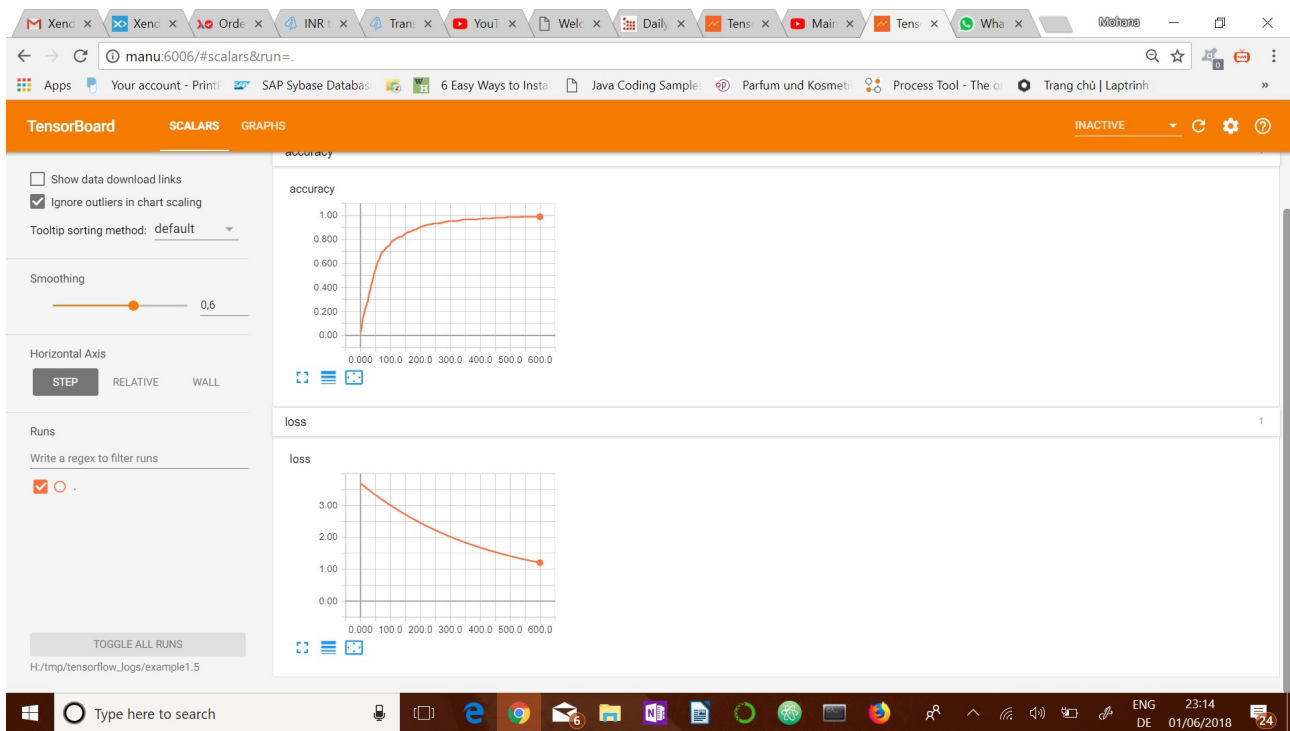 Xend Xend Orde INR t Tran: YouT Welc Daily Tens Main Tens Wha Mohana
manu:6006/#scalars&run=.
Apps Your account - Print SAP Sybase Databas 6 Easy Ways to Insta Java Coding Sample Parfum und Kosmeti Process Tool - The o Trang chủ | Laptrinh »
TensorBoard SCALARS GRAPHS INACTIVE
accuracy
Show data download links
Ignore outliers in chart scaling
Tooltip sorting method: default
Smoothing
0,6
Horizontal Axis
STEP RELATIVE WALL
Runs
Write a regex to filter runs
.
TOGGLE ALL RUNS
H:/tmp/tensorflow_logs/example1.5
accuracy
1.00
0.800
0.600
0.400
0.200
0.00
0.000 100.0 200.0 300.0 400.0 500.0 600.0
loss 1
loss
3.00
2.00
1.00
0.00
0.000 100.0 200.0 300.0 400.0 500.0 600.0
Type here to search
6
ENG
DE
23:14
01/06/2018
24